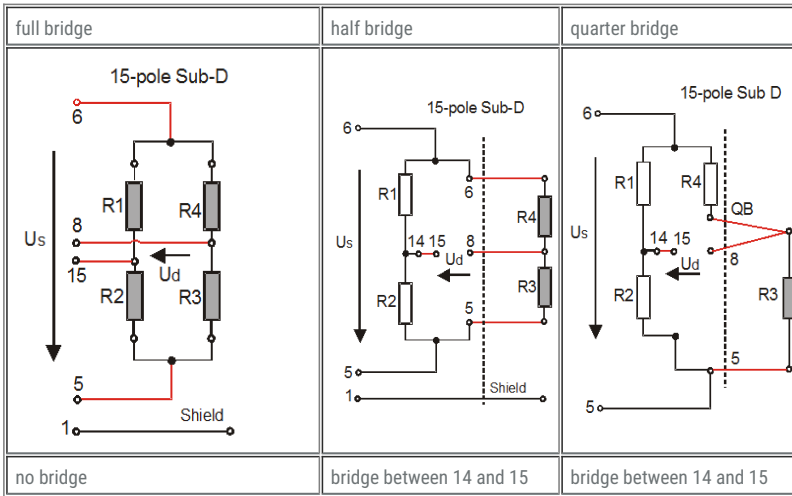 full bridge
half bridge
quarter bridge
15-pole Sub-D
6
R1
R4
Us
8
15
Ud
R2
R3
5
Shield
1
15-pole Sub-D
6
R1
6
R4
Us
14 15
8
Ud
R2
R3
5
5
Shield
1
15-pole Sub D
6
R1
R4
QB
Us
14
15
8
Ud
R2
R3
5
5
no bridge
bridge between 14 and 15
bridge between 14 and 15